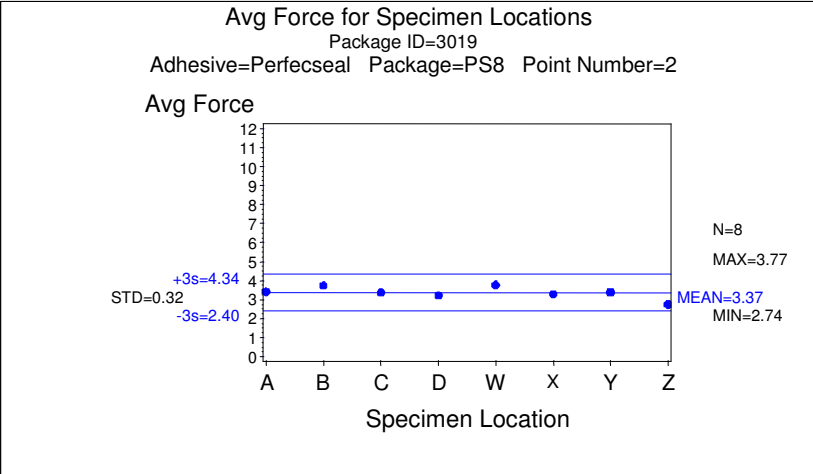 Avg Force for Specimen Locations
Package ID=3019
Adhesive=Perfecseal Package=PS8 Point Number=2
Avg Force
12
11
10
9
8
7
6
5
4
3
2
1
0
+3s=4.34
STD=0.32
-3s=2.40
N=8
MAX=3.77
MEAN=3.37
MIN=2.74
A B C D W X Y Z
Specimen Location